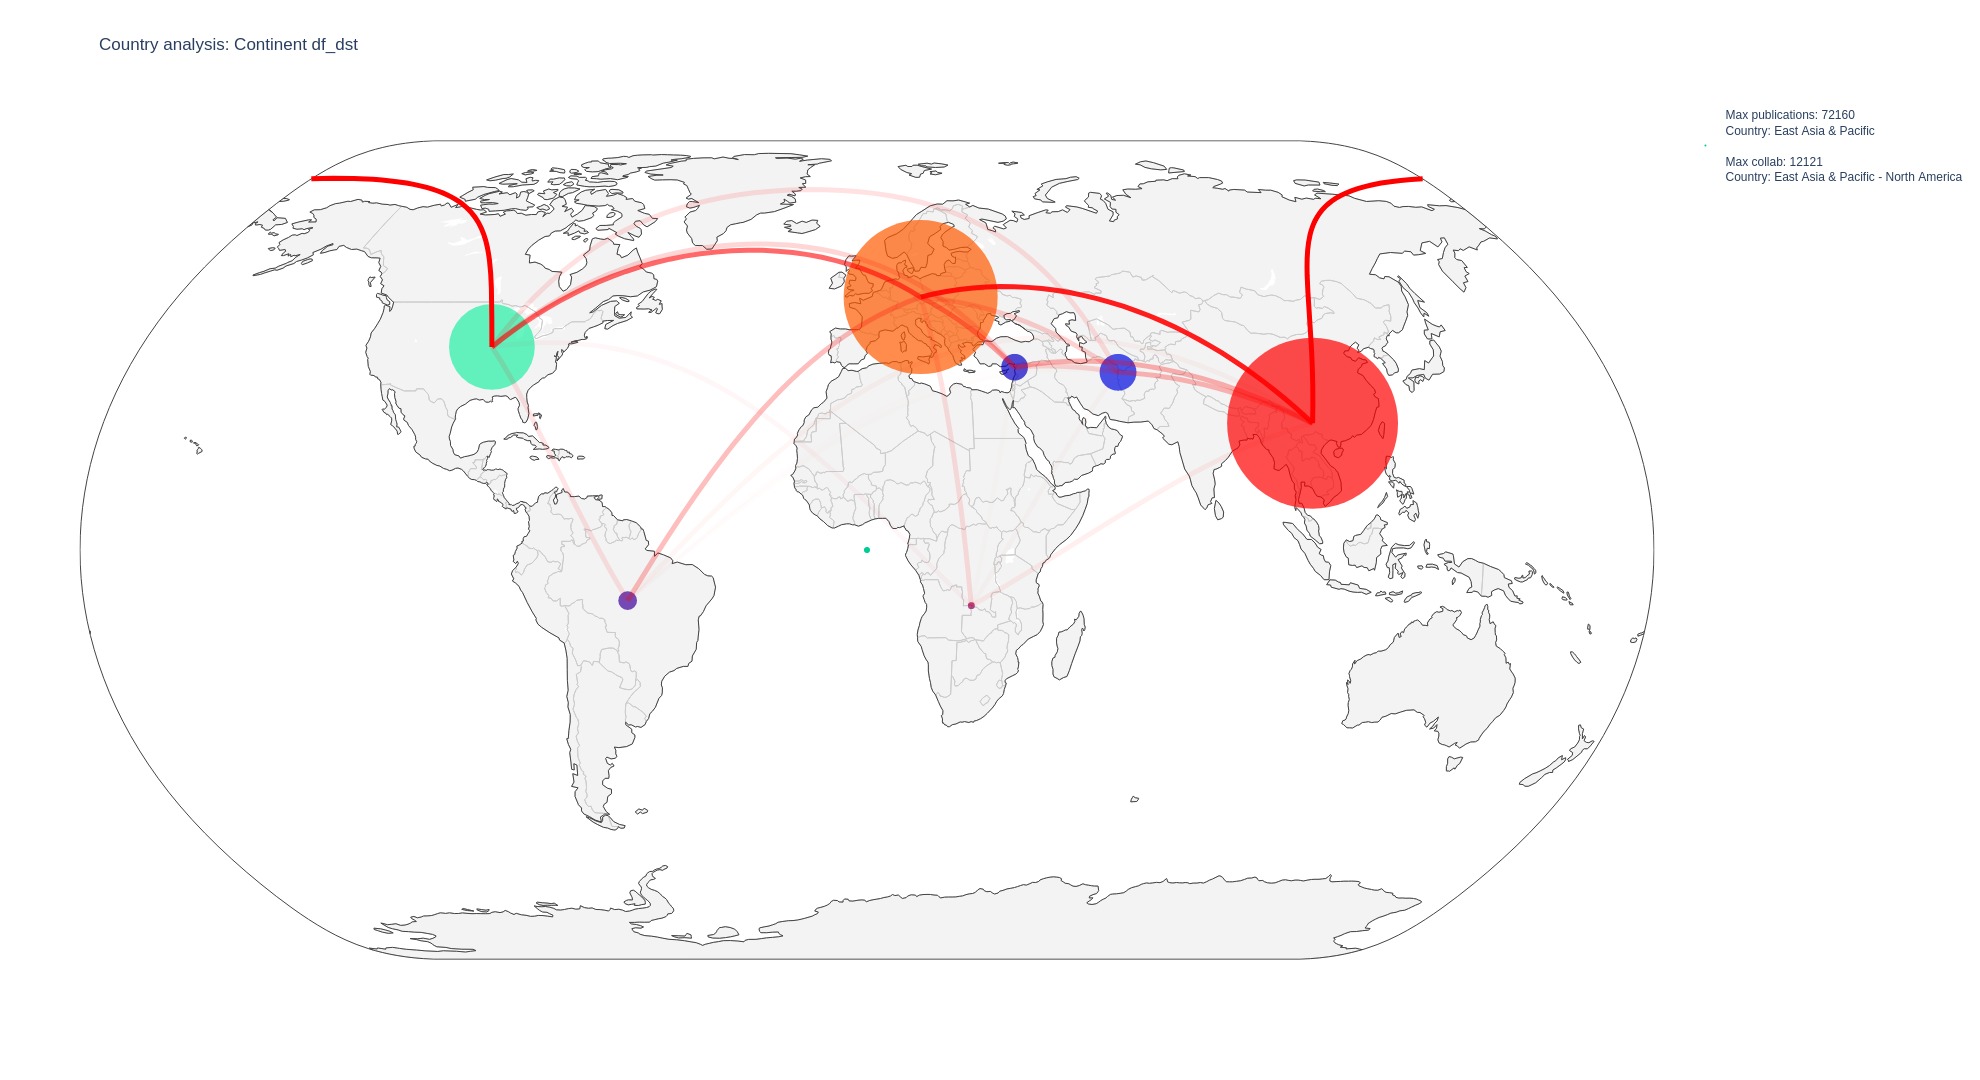 Country analysis: Continent df_dst
Max publications: 72160
Country: East Asia & Pacific
Max collab: 12121
Country: East Asia & Pacific - North America